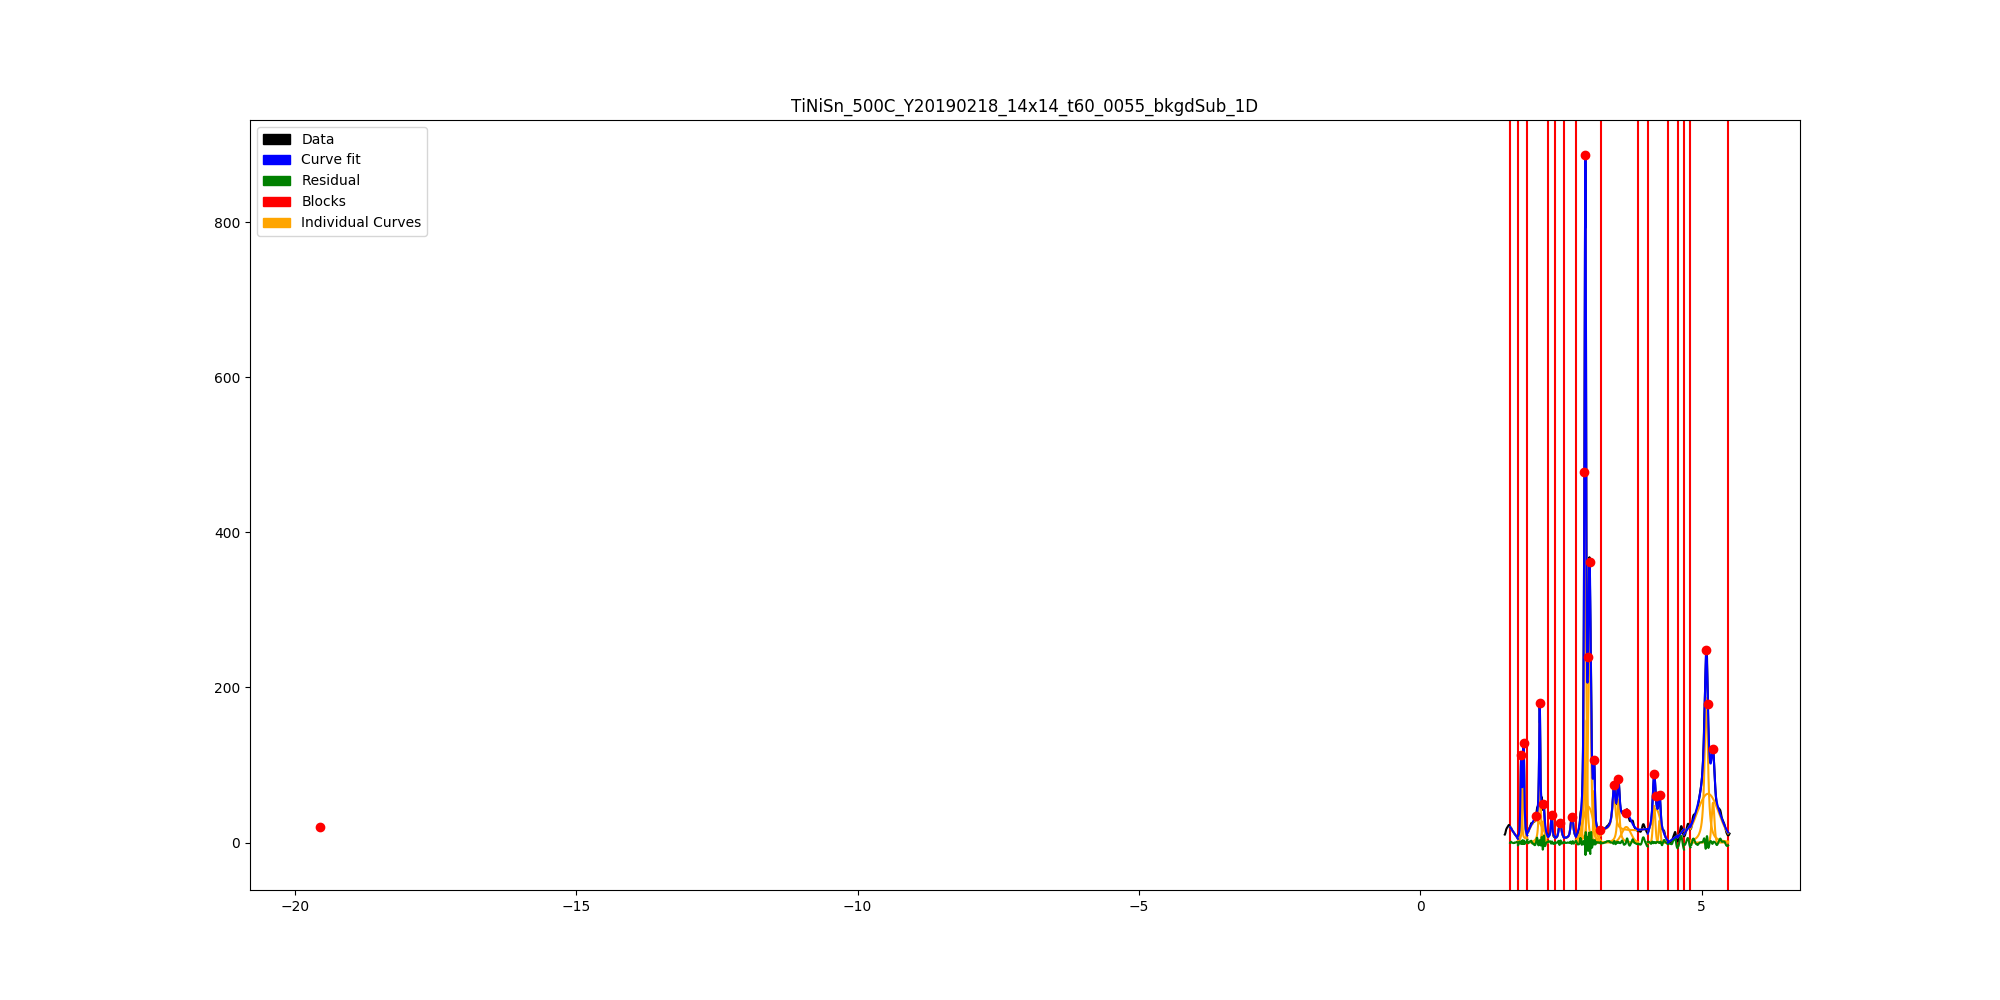 TiNiSn_500C_Y20190218_14x14_t60_0055_bkgdSub_1D
Data
Curve fit
Residual
Blocks
Individual Curves
800
600
400
200
0
−20 −15 −10 −5 0 5